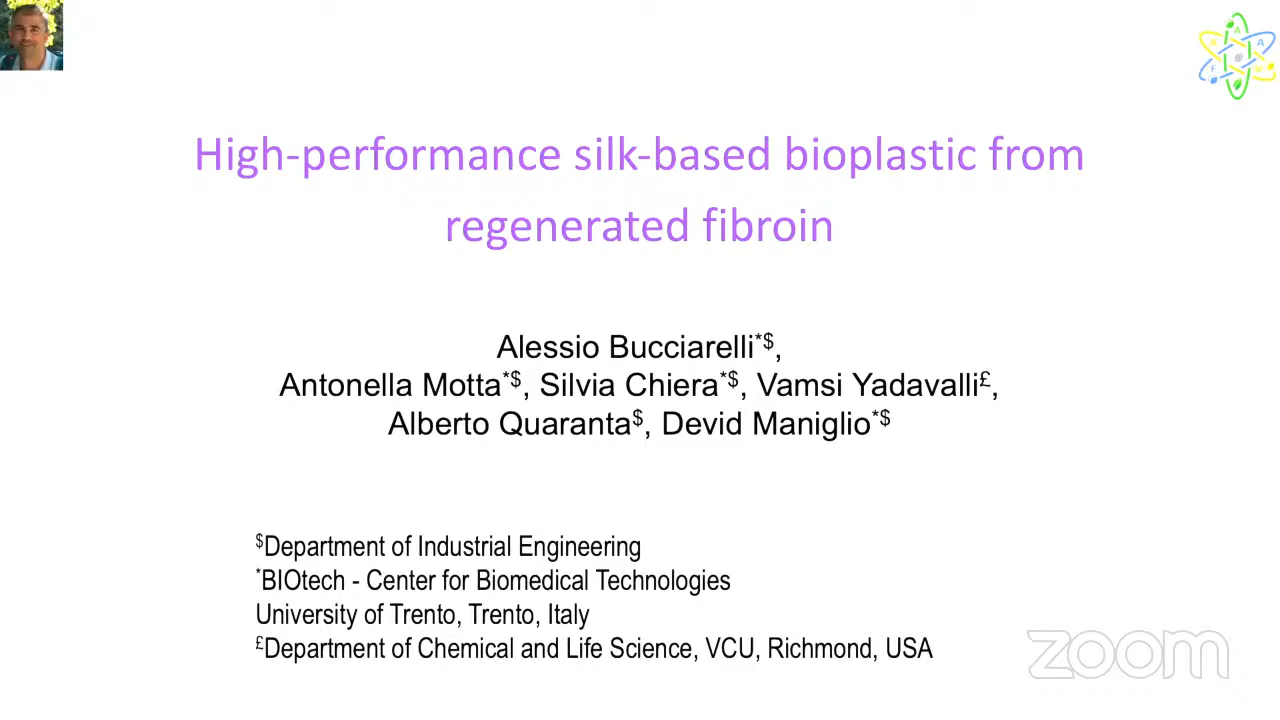 High-performance silk-based bioplastic from
regenerated fibroin
Alessio Bucciarelli*$,
Antonella Motta*$, Silvia Chiera*$, Vamsi Yadavalli£,
Alberto Quaranta$, Devid Maniglio*$
$Department of Industrial Engineering
*BIOtech - Center for Biomedical Technologies
University of Trento, Trento, Italy
£Department of Chemical and Life Science, VCU, Richmond, USA
zoom